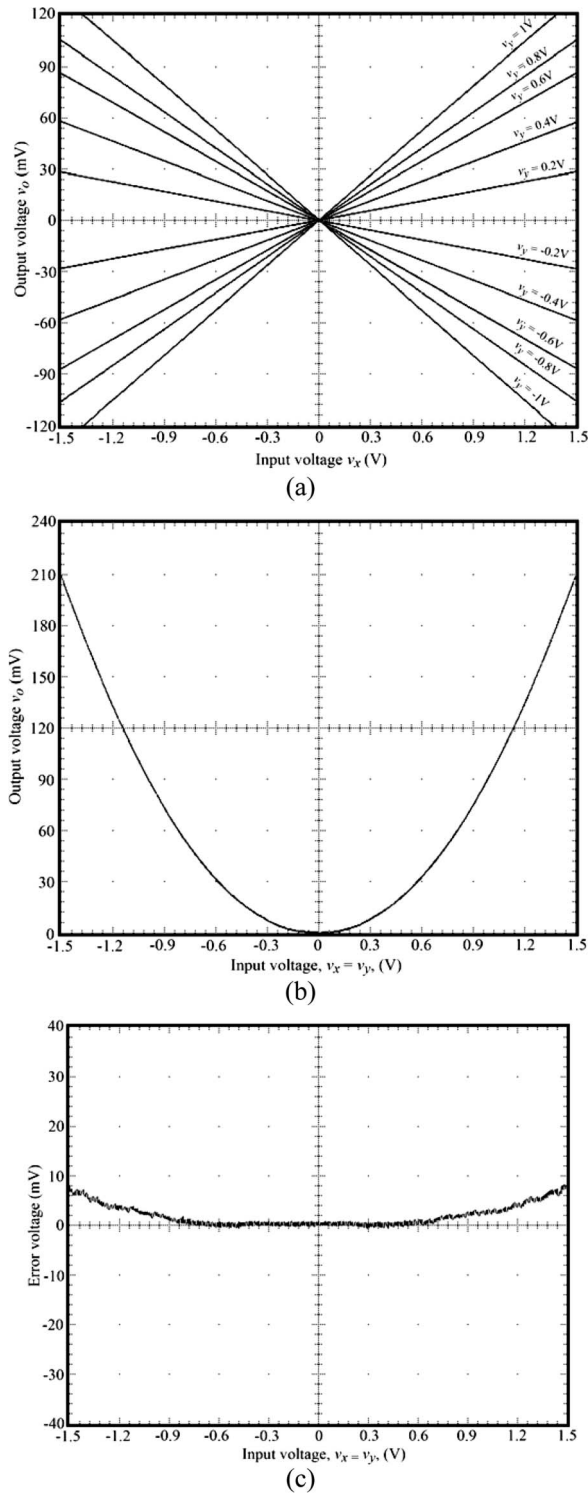 120
90
60
30
0
-30
-60
-90
-120
Output voltage vo (mV)
vy = 1V
vy = 0.8V
vy = 0.6V
vy = 0.4V
vy = 0.2V
vy = -0.2V
vy = -0.4V
vy = -0.6V
vy = -0.8V
vy = -1V
-1.5 -1.2 -0.9 -0.6 -0.3 0 0.3 0.6 0.9 1.2 1.5
Input voltage vx (V)
(a)
240
210
180
150
120
90
60
30
0
Output voltage vo (mV)
-1.5 -1.2 -0.9 -0.6 -0.3 0 0.3 0.6 0.9 1.2 1.5
Input voltage, vx = vy, (V)
(b)
40
30
20
10
0
-10
-20
-30
-40
Error voltage (mV)
-1.5 -1.2 -0.9 -0.6 -0.3 0 0.3 0.6 0.9 1.2 1.5
Input voltage, vx = vy, (V)
(c)